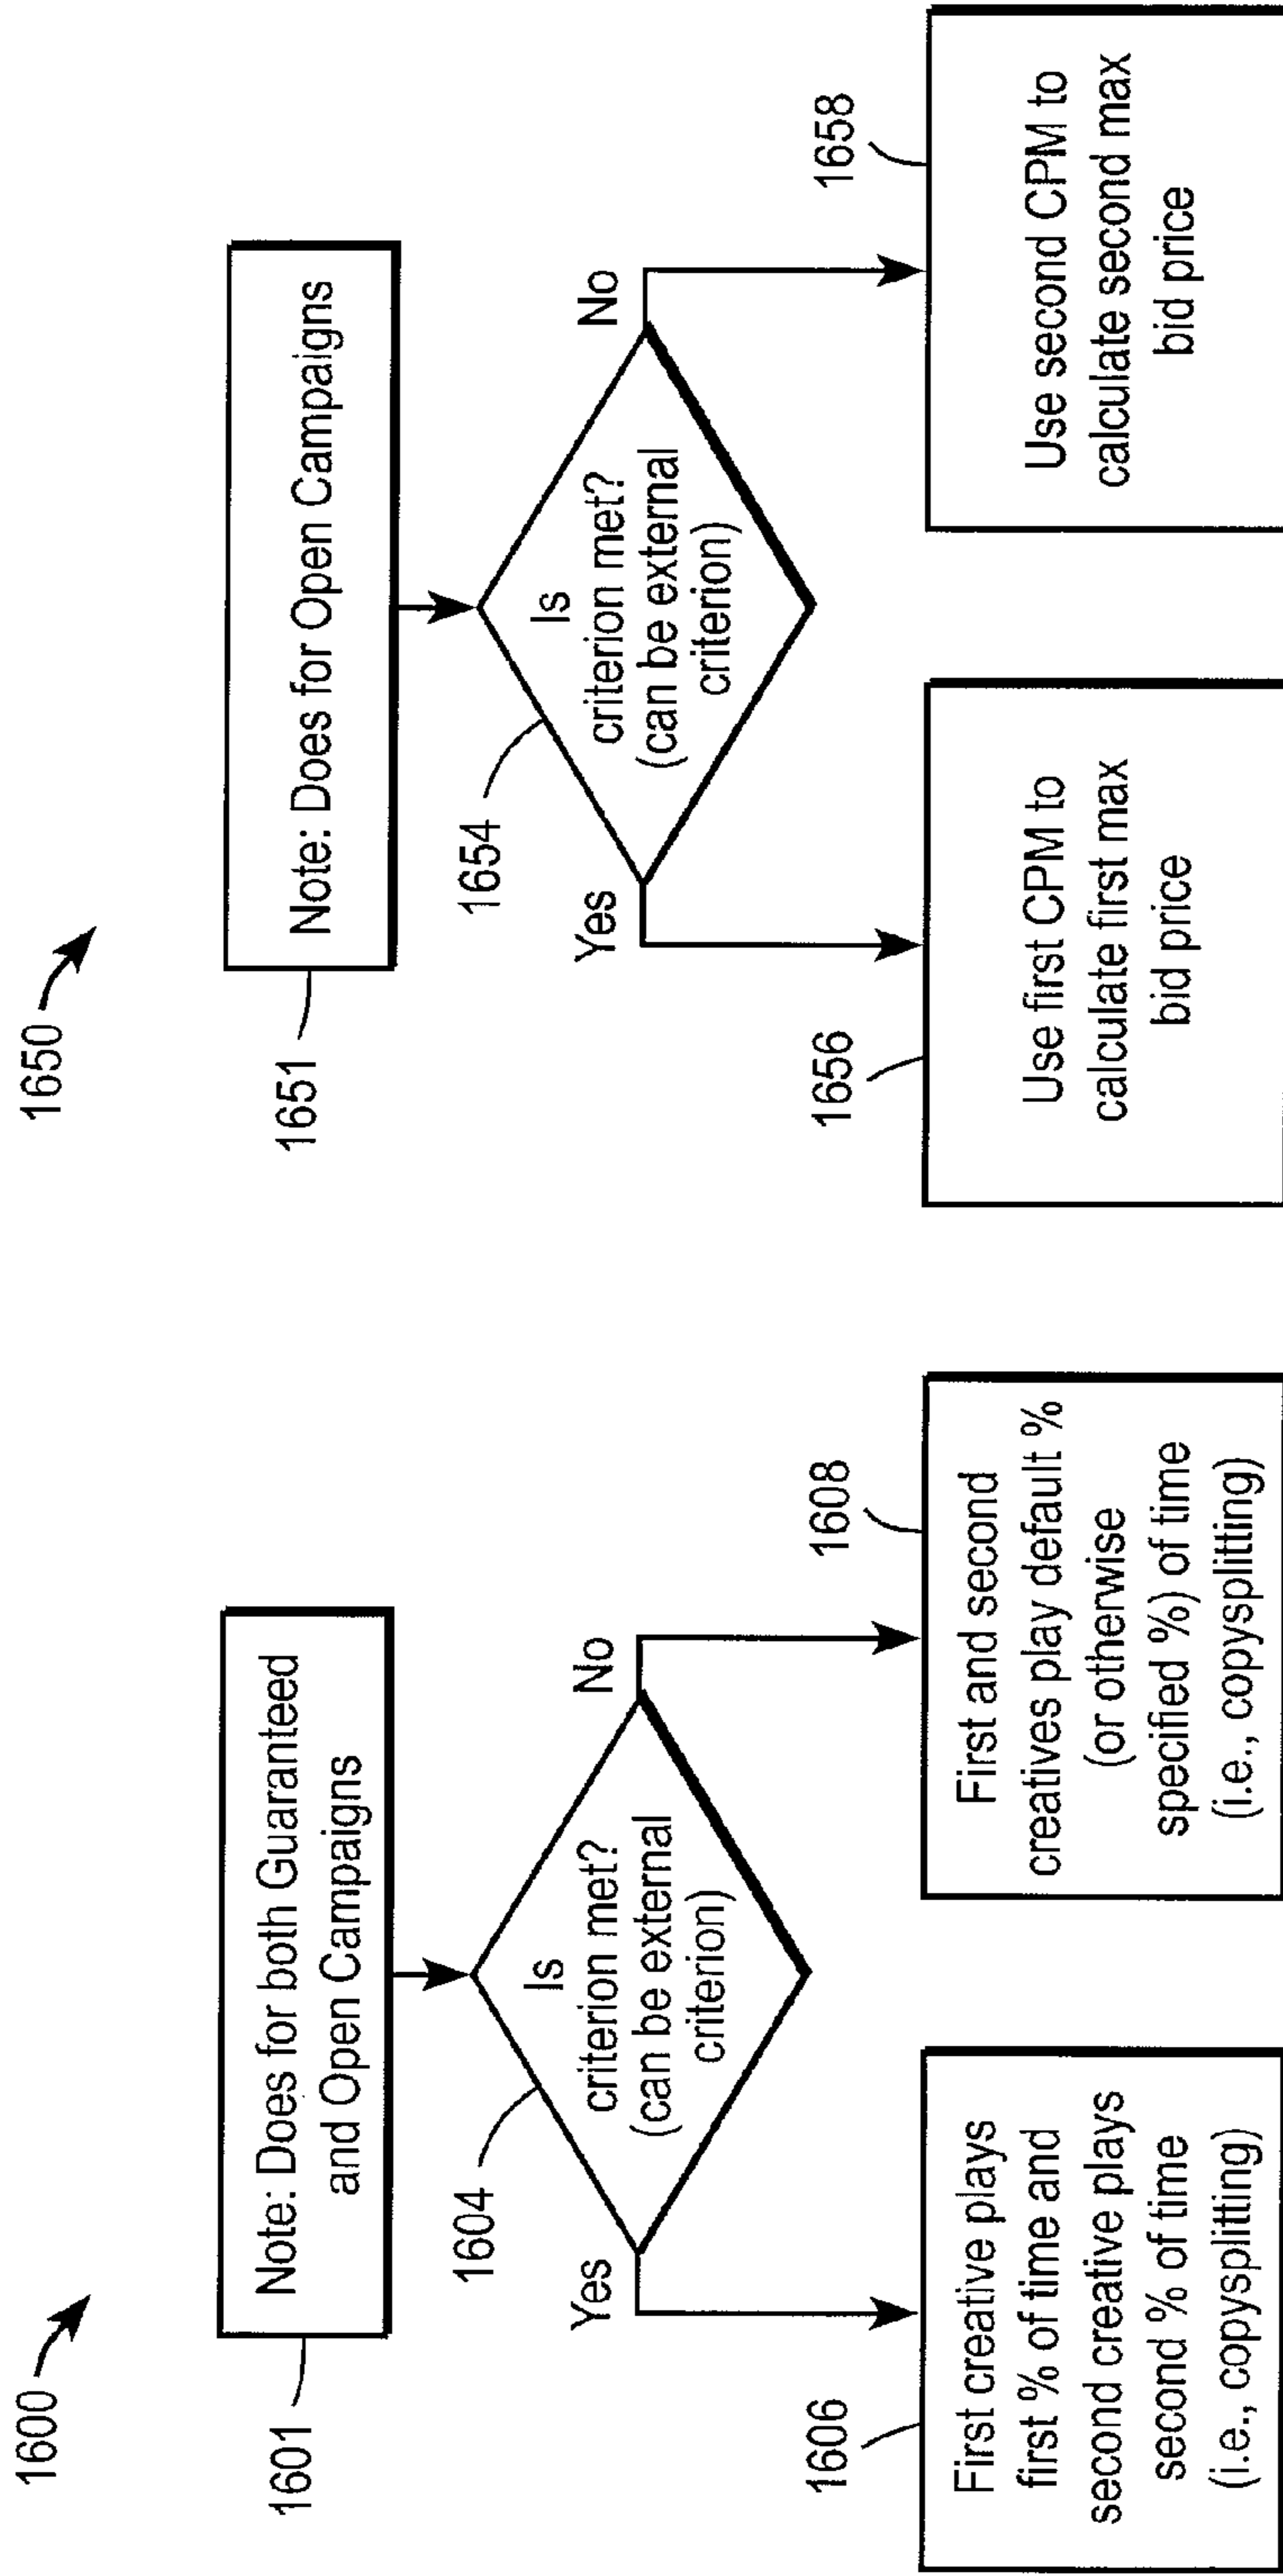 1600
1601
Note: Does for both Guaranteed
and Open Campaigns
1604
Is
criterion met?
(can be external
criterion)
Yes
No
1606
First creative plays
first % of time and
second creative plays
second % of time
(i.e., copysplitting)
1608
First and second
creatives play default %
(or otherwise
specified %) of time
(i.e., copysplitting)
1650
1651
Note: Does for Open Campaigns
1654
Is
criterion met?
(can be external
criterion)
Yes
No
1656
Use first CPM to
calculate first max
bid price
1658
Use second CPM to
calculate second max
bid price